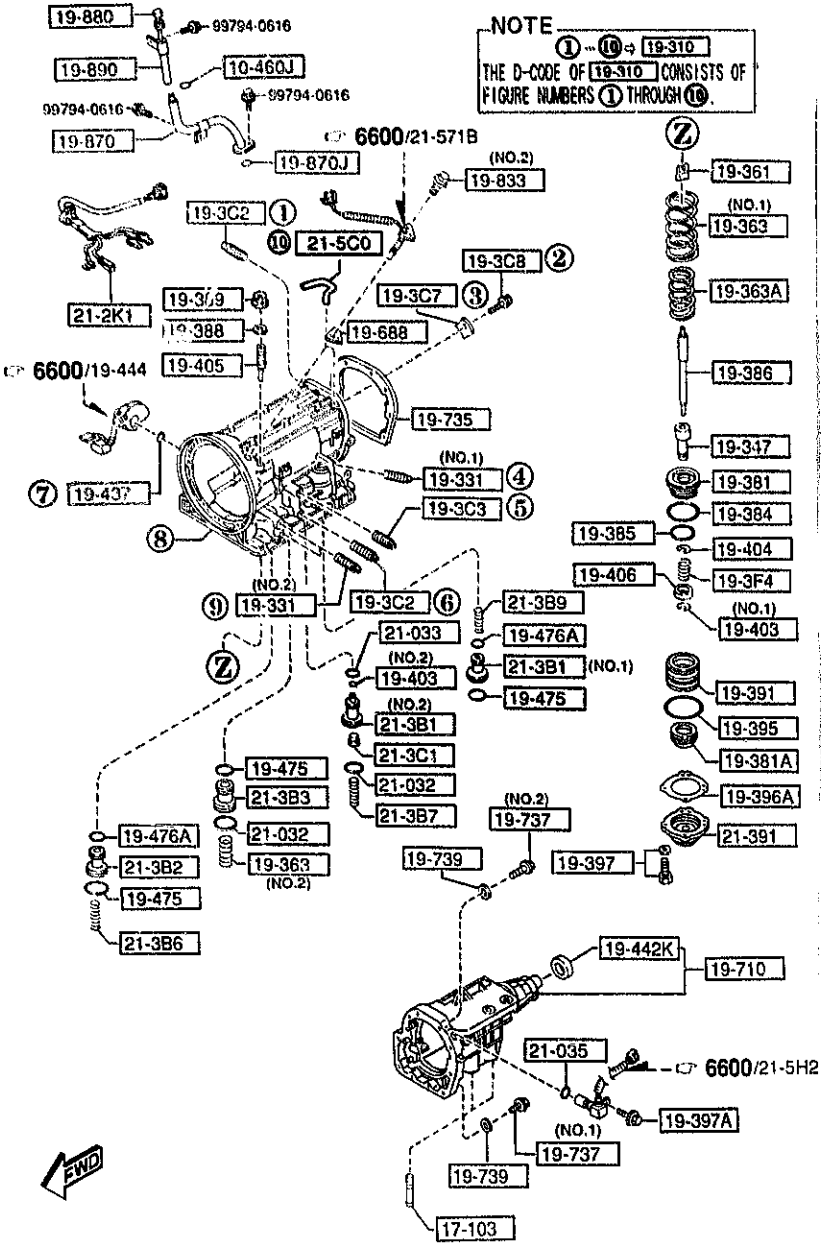 19-880
99794-0616
19-890
10-460J
99794-0616
99794-0616
19-870
19-870J
NOTE
① ~ ⑩ ⇨ 19-310
THE D-CODE OF 19-310 CONSISTS OF
FIGURE NUMBERS ① THROUGH ⑩.
6600/21-571B
(NO.2)
19-833
19-3C2 ①
⑩ 21-5C0
19-3C8 ②
19-3C7 ③
21-2K1
19-388
19-688
19-405
6600/19-444
19-735
⑦ 19-437
(NO.1)
19-331 ④
19-3C3 ⑤
⑧
(NO.2)
⑨ 19-331
19-3C2 ⑥
Z
19-361
(NO.1)
19-363
19-363A
19-386
19-347
19-381
19-384
19-385
19-404
19-406
19-3F4
(NO.1)
19-403
19-391
19-395
19-381A
19-396A
21-391
19-397
21-3B9
19-476A
21-3B1 (NO.1)
19-475
21-033
(NO.2)
19-403
(NO.2)
21-3B1
21-3C1
21-032
21-3B7
Z
19-475
21-3B3
21-032
19-363
(NO.2)
19-476A
21-3B2
19-475
21-3B6
(NO.2)
19-737
19-739
19-442K
19-710
21-035
6600/21-5H2
19-397A
(NO.1)
19-737
19-739
17-103
FWD